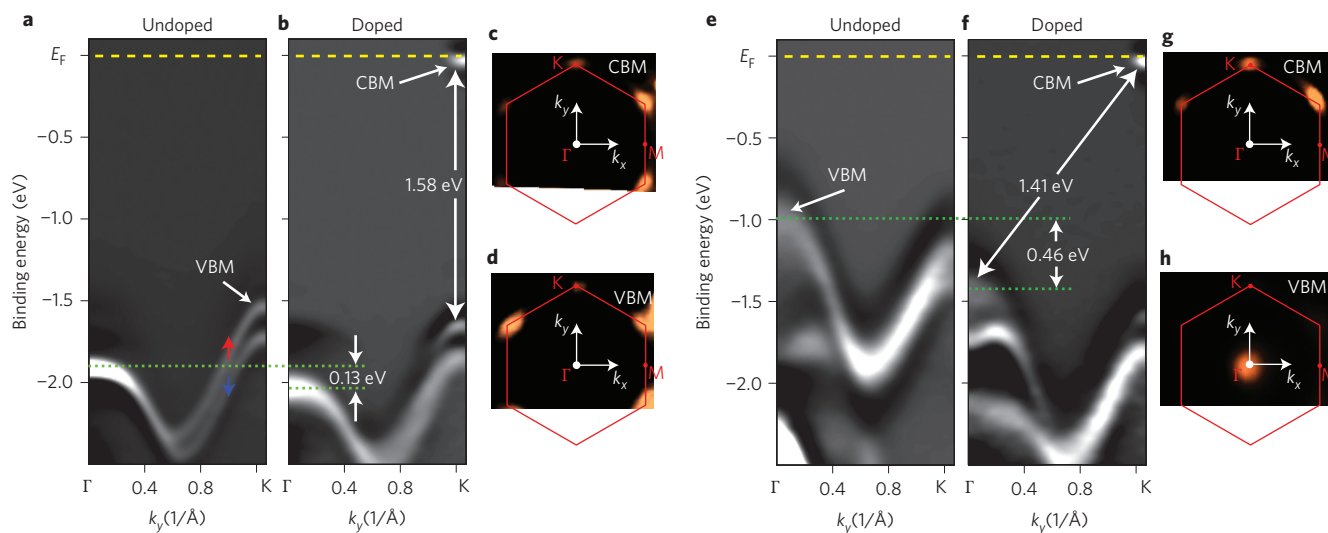 a Undoped
b Doped
c
e Undoped
f Doped
g
E_F
CBM
K
CBM
k_y
Γ
k_x
M
E_F
CBM
K
CBM
k_y
Γ
k_x
M
−0.5
−1.0
−1.5
−2.0
Binding energy (eV)
1.58 eV
VBM
0.13 eV
d
K
VBM
k_y
Γ
k_x
M
−0.5
−1.0
−1.5
−2.0
Binding energy (eV)
VBM
1.41 eV
0.46 eV
h
K
VBM
k_y
Γ
k_x
M
Γ 0.4 0.8 K
k_y(1/Å)
Γ 0.4 0.8 K
k_y(1/Å)
Γ 0.4 0.8 K
k_y(1/Å)
Γ 0.4 0.8 K
k_y(1/Å)